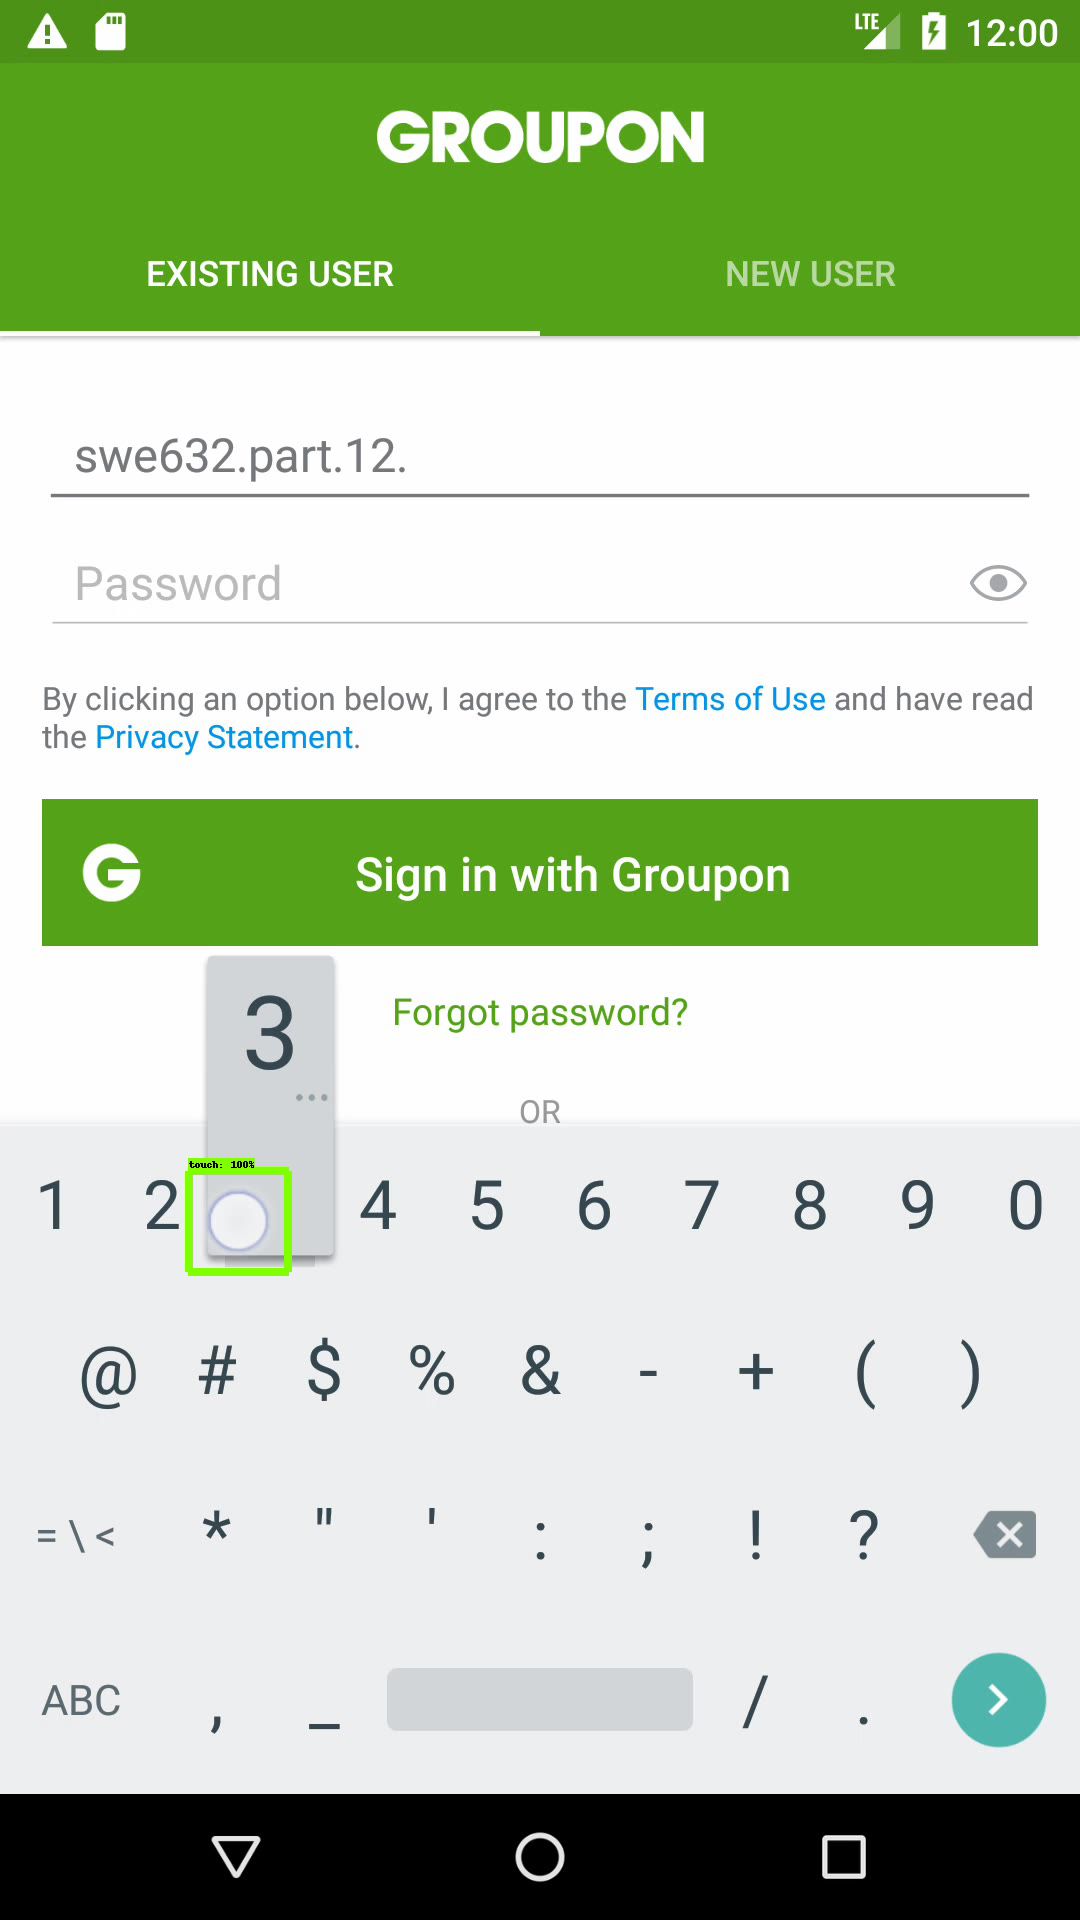 LTE 12:00
GROUPON
EXISTING USER NEW USER
swe632.part.12.
Password
By clicking an option below, I agree to the Terms of Use and have read
the Privacy Statement.
G Sign in with Groupon
3
...
Forgot password?
OR
touch: 100%
1 2 4 5 6 7 8 9 0
@ # $ % & - + ( )
= \ < * " ' : ; ! ?
ABC , _ / .